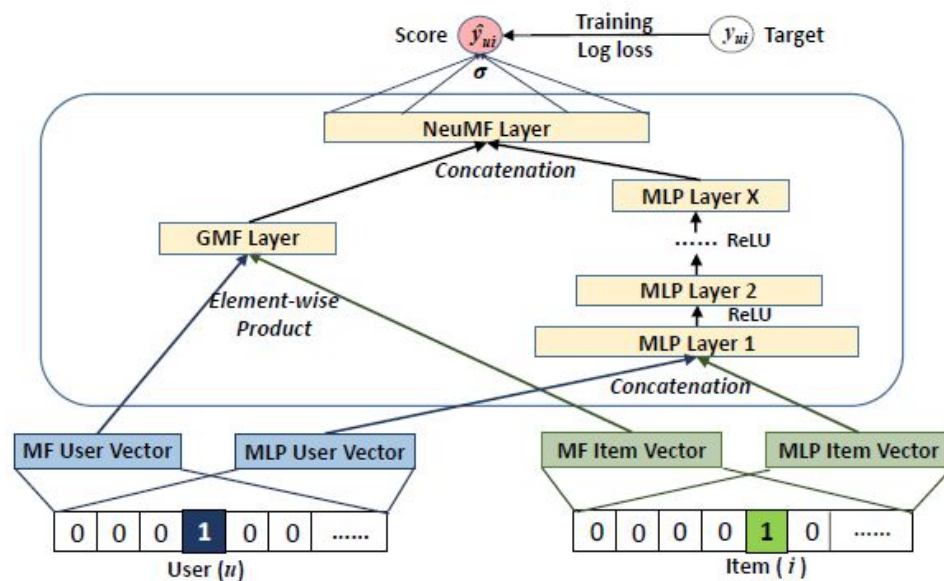 Score ŷui Training y ui Target
Log loss
σ
NeuMF Layer
Concatenation
MLP Layer X
GMF Layer
...... ReLU
Element-wise
Product
MLP Layer 2
ReLU
MLP Layer 1
Concatenation
MF User Vector MLP User Vector MF Item Vector MLP Item Vector
0 0 0 1 0 0 ...... 0 0 0 0 1 0 ......
User (u) Item ( i )